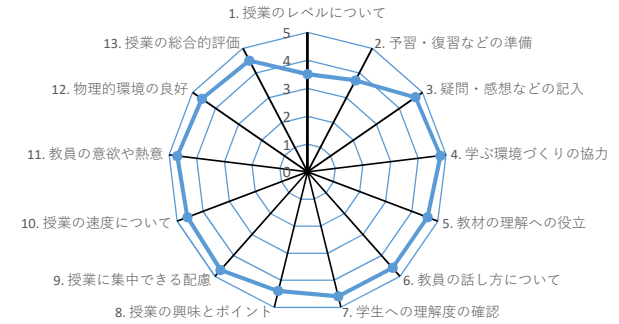 1. 授業のレベルについて
2. 予習・復習などの準備
3. 疑問・感想などの記入
4. 学ぶ環境づくりの協力
5. 教材の理解への役立
6. 教員の話し方について
7. 学生への理解度の確認
8. 授業の興味とポイント
9. 授業に集中できる配慮
10. 授業の速度について
11. 教員の意欲や熱意
12. 物理的環境の良好
13. 授業の総合的評価
5
4
3
2
1
0